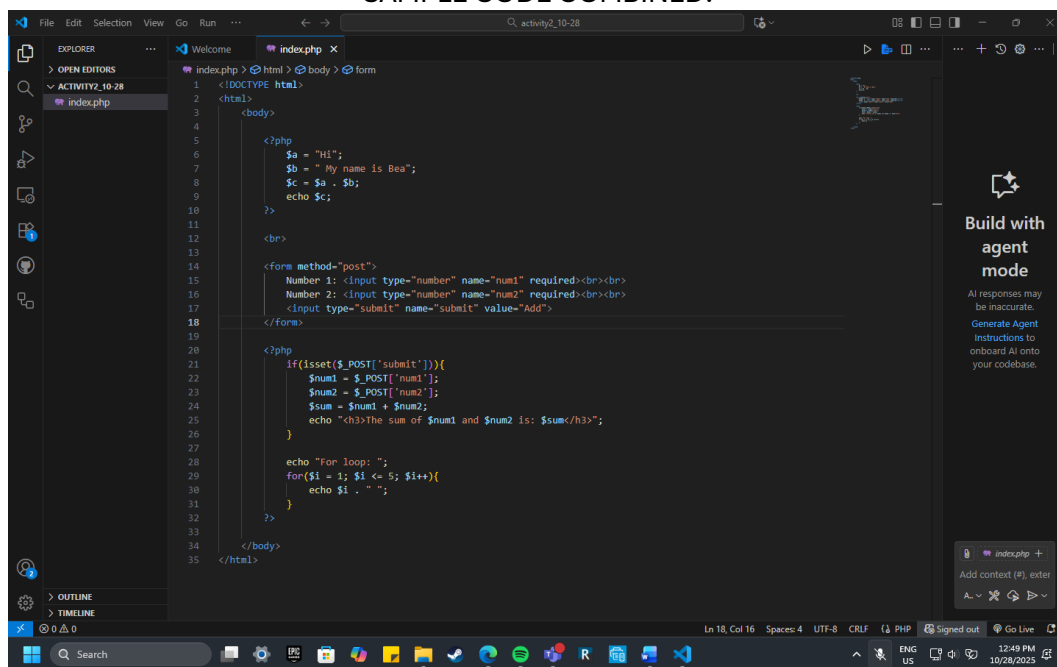 SAMPLE CODE COMBINED:
File Edit Selection View Go Run ... activity2_10-28
EXPLORER ... Welcome index.php
OPEN EDITORS
ACTIVITY2_10-28
index.php
index.php > html > body > form
1 <!DOCTYPE html>
2 <html>
3 <body>
4
5 <?php
6 $a = "Hi";
7 $b = " My name is Bea";
8 $c = $a . $b;
9 echo $c;
10 ?>
11
12 <br>
13
14 <form method="post">
15 Number 1: <input type="number" name="num1" required><br><br>
16 Number 2: <input type="number" name="num2" required><br><br>
17 <input type="submit" name="submit" value="Add">
18 </form>
19
20 <?php
21 if(isset($_POST['submit'])){
22 $num1 = $_POST['num1'];
23 $num2 = $_POST['num2'];
24 $sum = $num1 + $num2;
25 echo "<h3>The sum of $num1 and $num2 is: $sum</h3>";
26 }
27
28 echo "For loop: ";
29 for($i = 1; $i <= 5; $i++){
30 echo $i . " ";
31 }
32 ?>
33
34 </body>
35 </html>
Build with
agent
mode
AI responses may
be inaccurate.
Generate Agent
Instructions to
onboard AI onto
your codebase.
index.php +
Add context (#), exter
A..
OUTLINE
TIMELINE
0 0 Ln 18, Col 16 Spaces: 4 UTF-8 CRLF PHP Signed out Go Live
Search
ENG
US
12:49 PM
10/28/2025